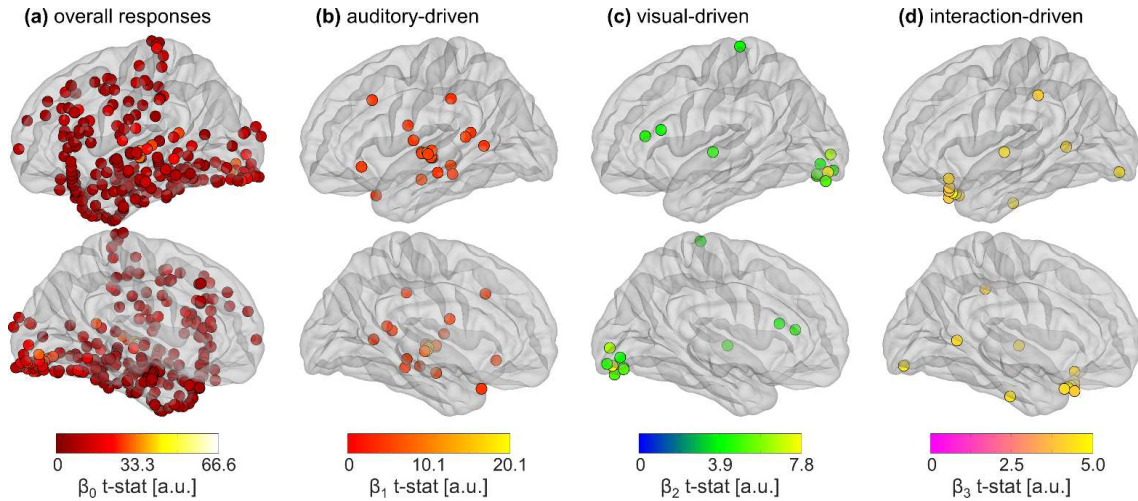 (a) overall responses
(b) auditory-driven
(c) visual-driven
(d) interaction-driven
0 33.3 66.6
β0 t-stat [a.u.]
0 10.1 20.1
β1 t-stat [a.u.]
0 3.9 7.8
β2 t-stat [a.u.]
0 2.5 5.0
β3 t-stat [a.u.]